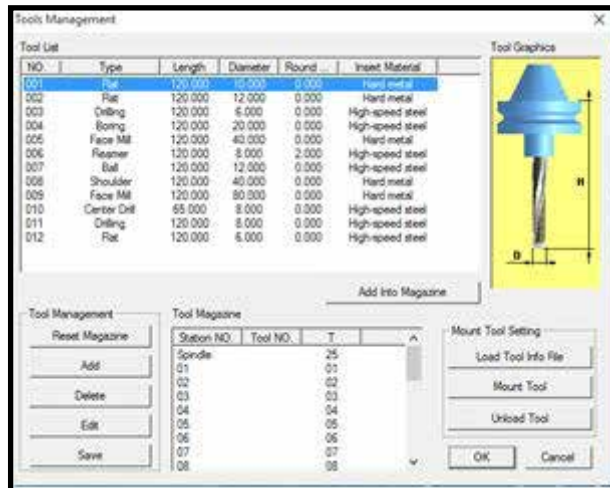 Tools Management
Tool List
Tool Graphics
NO. Type Length Diameter Round ... Insert Material
001 Flat 120.000 10.000 0.000 Hard metal
002 Flat 120.000 12.000 0.000 Hard metal
003 Drilling 120.000 6.000 0.000 High-speed steel
004 Boring 120.000 20.000 0.000 High-speed steel
005 Face Mill 120.000 40.000 0.000 Hard metal
006 Reamer 120.000 8.000 2.000 High-speed steel
007 Ball 120.000 12.000 0.000 High-speed steel
008 Shoulder 120.000 40.000 0.000 Hard metal
009 Face Mill 120.000 80.000 0.000 Hard metal
010 Center Drill 65.000 8.000 0.000 High-speed steel
011 Drilling 120.000 8.000 0.000 High-speed steel
012 Flat 120.000 6.000 0.000 High-speed steel
H
D
Add Into Magazine
Tool Management
Reset Magazine
Add
Delete
Edit
Save
Tool Magazine
Station NO. Tool NO. T
Spindle 25
01 01
02 02
03 03
04 04
05 05
06 06
07 07
08 08
Mount Tool Setting
Load Tool Info File
Mount Tool
Unload Tool
OK Cancel